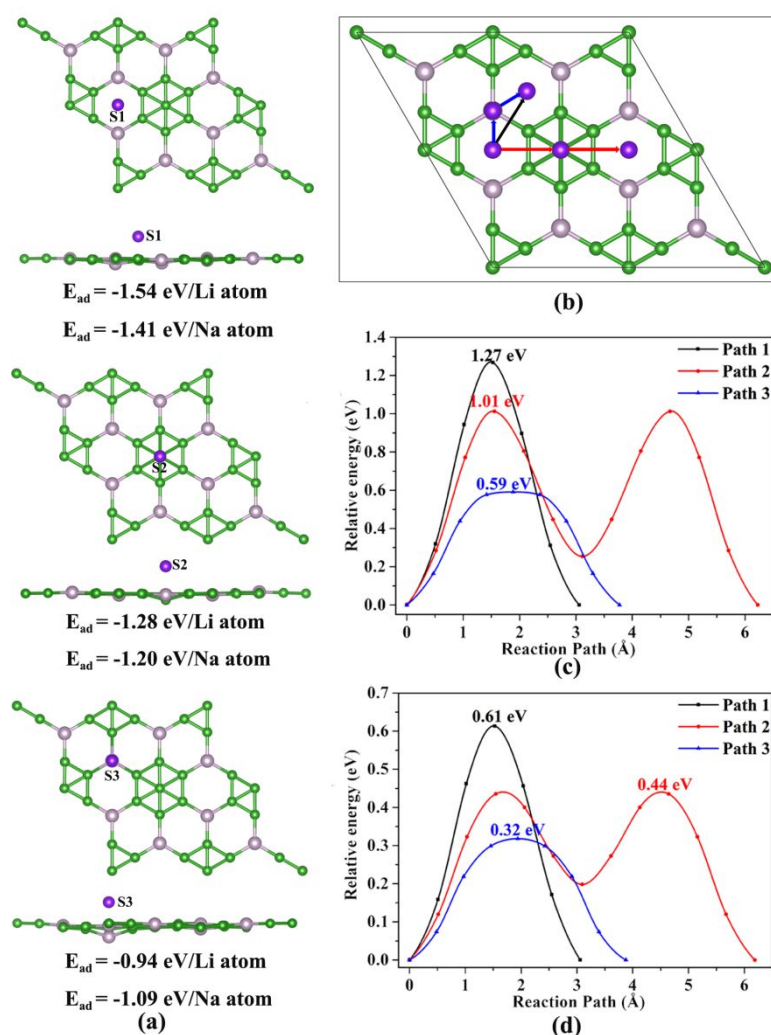 S1
S1
E_ad = -1.54 eV/Li atom
E_ad = -1.41 eV/Na atom
S2
S2
E_ad = -1.28 eV/Li atom
E_ad = -1.20 eV/Na atom
S3
S3
E_ad = -0.94 eV/Li atom
E_ad = -1.09 eV/Na atom
(a)
(b)
Relative energy (eV)
1.4
1.2
1.0
0.8
0.6
0.4
0.2
0.0
1.27 eV
1.01 eV
0.59 eV
Path 1
Path 2
Path 3
0 1 2 3 4 5 6
Reaction Path (Å)
(c)
Relative energy (eV)
0.7
0.6
0.5
0.4
0.3
0.2
0.1
0.0
0.61 eV
0.44 eV
0.32 eV
Path 1
Path 2
Path 3
0 1 2 3 4 5 6
Reaction Path (Å)
(d)